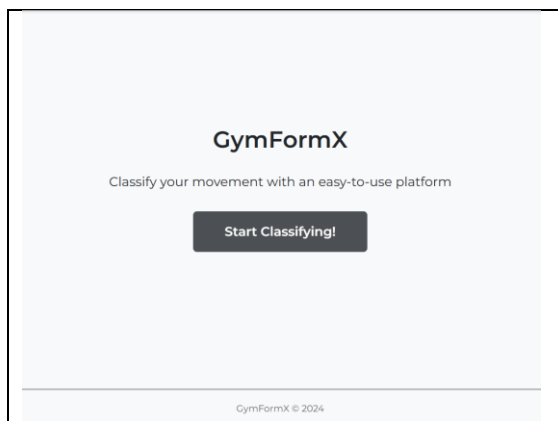 GymFormX
Classify your movement with an easy-to-use platform
Start Classifying!
GymFormX © 2024